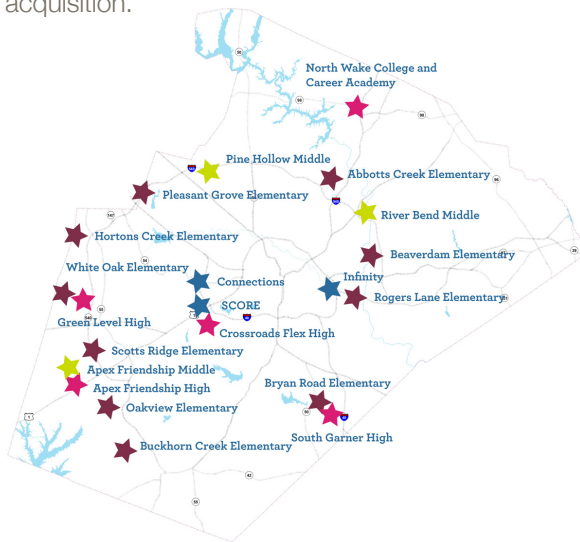 acquisition.
North Wake College and
Career Academy
Pine Hollow Middle
Abbotts Creek Elementary
Pleasant Grove Elementary
River Bend Middle
Hortons Creek Elementary
Beaverdam Elementary
White Oak Elementary
Connections
Infinity
SCORE
Rogers Lane Elementary
Green Level High
Crossroads Flex High
Scotts Ridge Elementary
Apex Friendship Middle
Apex Friendship High
Bryan Road Elementary
Oakview Elementary
South Garner High
Buckhorn Creek Elementary